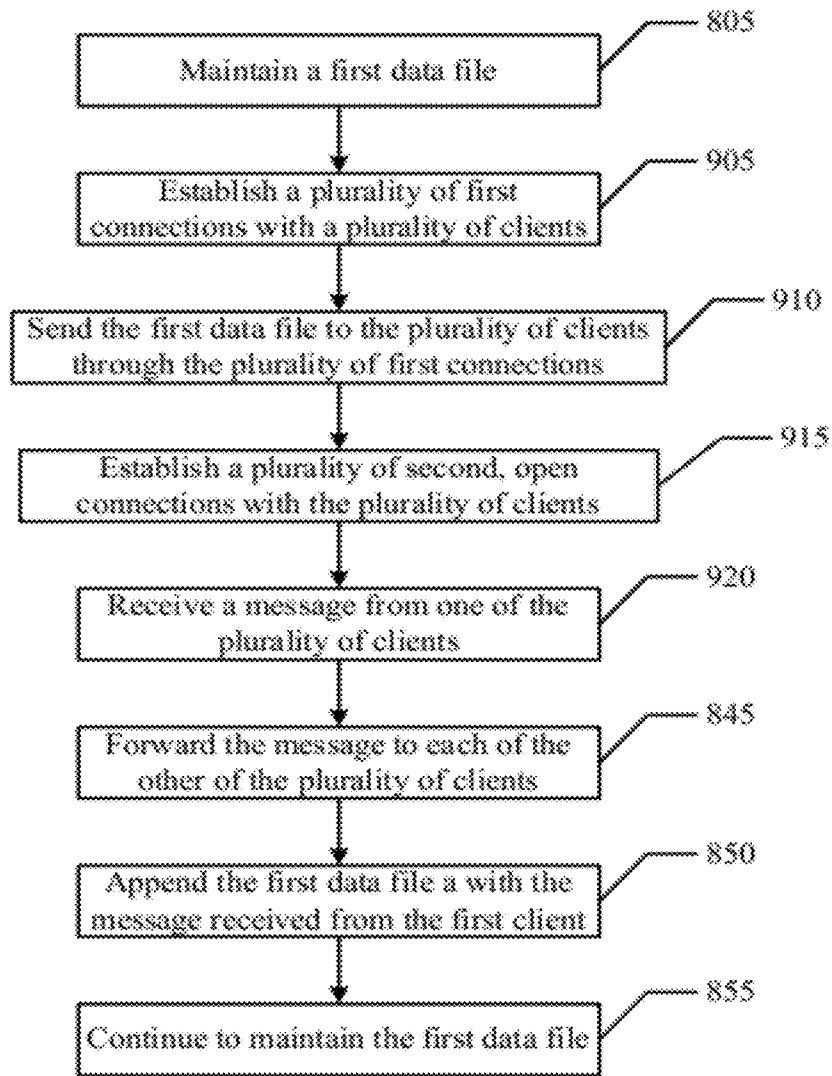 805
Maintain a first data file
905
Establish a plurality of first
connections with a plurality of clients
910
Send the first data file to the plurality of clients
through the plurality of first connections
915
Establish a plurality of second, open
connections with the plurality of clients
920
Receive a message from one of the
plurality of clients
845
Forward the message to each of the
other of the plurality of clients
850
Append the first data file a with the
message received from the first client
855
Continue to maintain the first data file